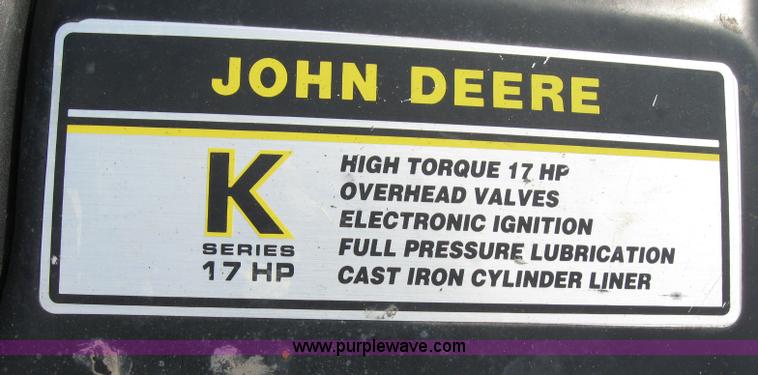 JOHN DEERE
K
SERIES
17 HP
HIGH TORQUE 17 HP
OVERHEAD VALVES
ELECTRONIC IGNITION
FULL PRESSURE LUBRICATION
CAST IRON CYLINDER LINER
www.purplewave.com